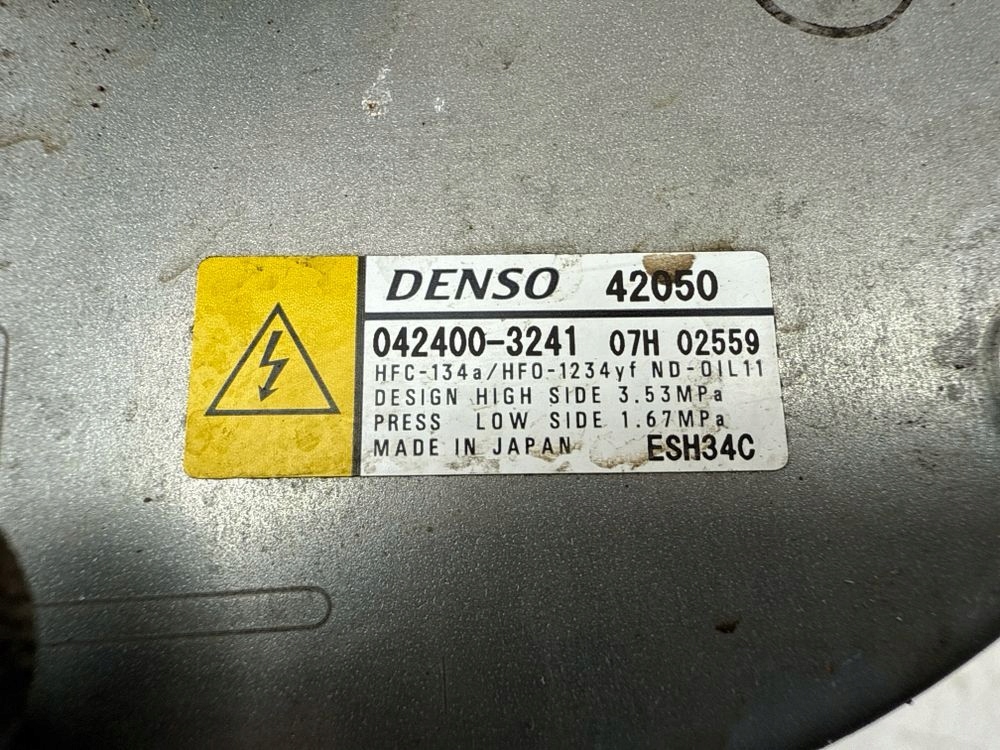 DENSO 42050
042400-3241 07H 02559
HFC-134a/HFO-1234yf ND-OIL11
DESIGN HIGH SIDE 3.53MPa
PRESS LOW SIDE 1.67MPa
MADE IN JAPAN ESH34C